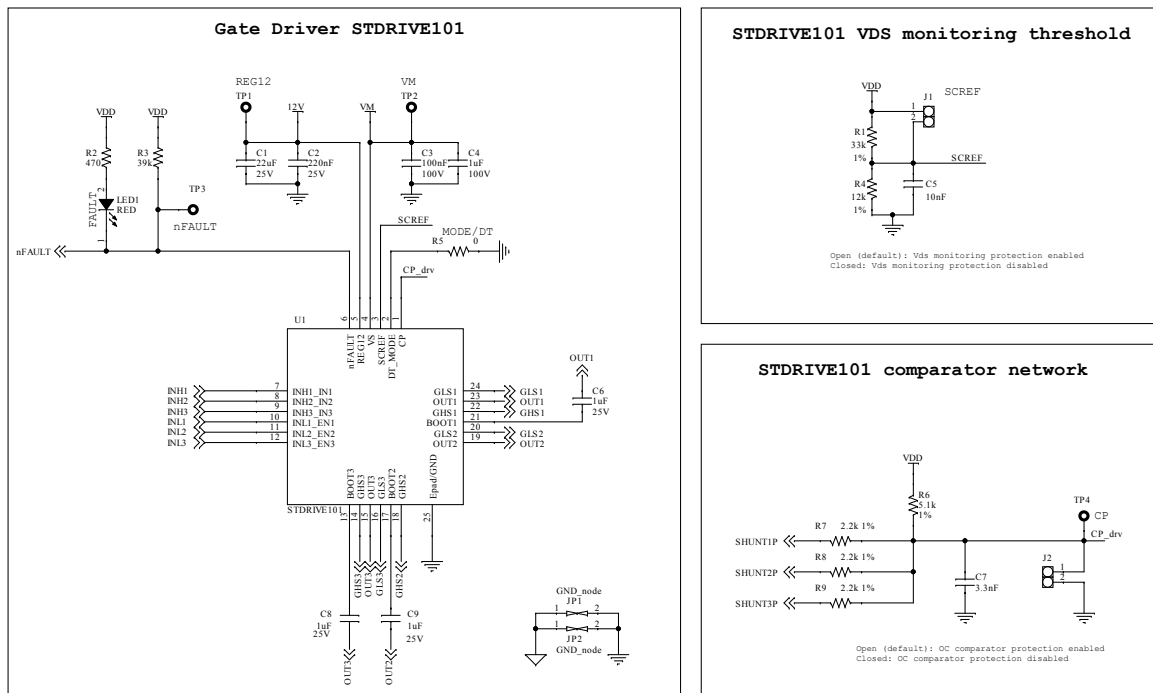 Gate Driver STDRIVE101
REG12
TP1
12V
VM
VM
TP2
VDD
VDD
R2
470
R3
39k
C1
22uF
25V
C2
220nF
25V
C3
100nF
100V
C4
1uF
100V
TP3
2
LED1
RED
FAULT
1
nFAULT
nFAULT
SCREF
MODE/DT
R5
0
CP_drv
U1
6
5
4
3
2
1
nFAULT
REG12
VS
SCREF
DT_MODE
CP
INH1
7
INH1_IN1
INH2
8
INH2_IN2
INH3
9
INH3_IN3
INL1
10
INL1_EN1
INL2
11
INL2_EN2
INL3
12
INL3_EN3
GLS1
24
GLS1
OUT1
23
OUT1
GHS1
22
GHS1
BOOT1
21
GLS2
20
GLS2
OUT2
19
OUT2
OUT1
C6
1uF
25V
BOOT3
GHS3
OUT3
GLS3
BOOT2
GHS2
Epad/GND
STDRIVE101
13
14
15
16
17
18
25
GHS3
OUT3
GLS3
GHS2
C8
1uF
25V
C9
1uF
25V
OUT3
OUT2
GND_node
JP1
1
2
1
2
JP2
GND_node
STDRIVE101 VDS monitoring threshold
VDD
J1
SCREF
1
2
R1
33k
1%
SCREF
R4
12k
1%
C5
10nF
Open (default): Vds monitoring protection enabled
Closed: Vds monitoring protection disabled
STDRIVE101 comparator network
VDD
R6
5.1k
1%
TP4
CP
CP_drv
R7
2.2k 1%
SHUNT1P
R8
2.2k 1%
SHUNT2P
R9
2.2k 1%
SHUNT3P
C7
3.3nF
J2
1
2
Open (default): OC comparator protection enabled
Closed: OC comparator protection disabled